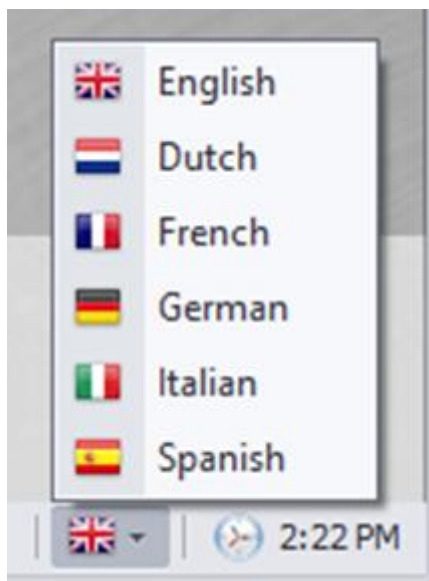 English
Dutch
French
German
Italian
Spanish
2:22 PM